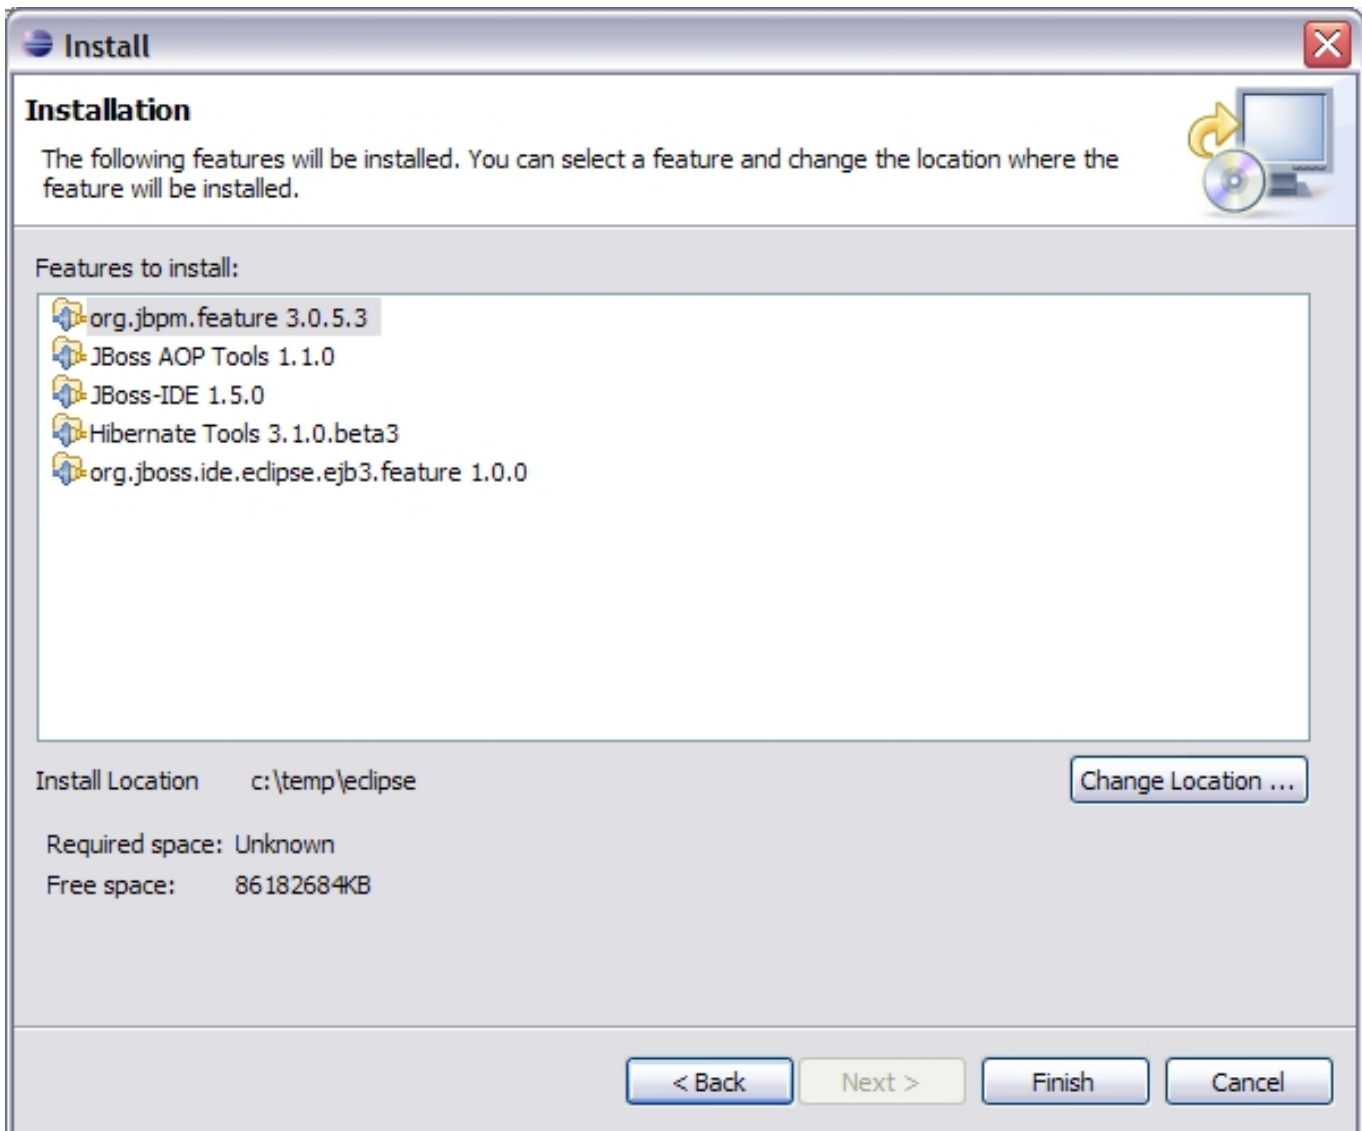 Install
Installation
The following features will be installed. You can select a feature and change the location where the
feature will be installed.
Features to install:
org.jbpm.feature 3.0.5.3
JBoss AOP Tools 1.1.0
JBoss-IDE 1.5.0
Hibernate Tools 3.1.0.beta3
org.jboss.ide.eclipse.ejb3.feature 1.0.0
Install Location c:\temp\eclipse
Change Location ...
Required space: Unknown
Free space: 86182684KB
< Back Next > Finish Cancel